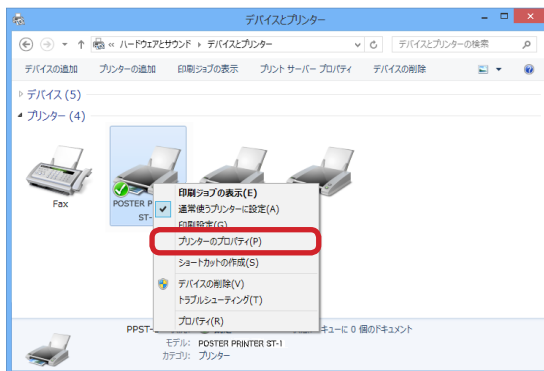 デバイスとプリンター
« ハードウェアとサウンド ▸ デバイスとプリンター
デバイスとプリンターの検索
デバイスの追加 プリンターの追加 印刷ジョブの表示 プリント サーバー プロパティ デバイスの削除
デバイス (5)
プリンター (4)
Fax
POSTER P
ST-
印刷ジョブの表示(E)
通常使うプリンターに設定(A)
印刷設定(G)
プリンターのプロパティ(P)
ショートカットの作成(S)
デバイスの削除(V)
トラブルシューティング(T)
プロパティ(R)
PPST-
キューに 0 個のドキュメント
モデル: POSTER PRINTER ST-1
カテゴリ: プリンター